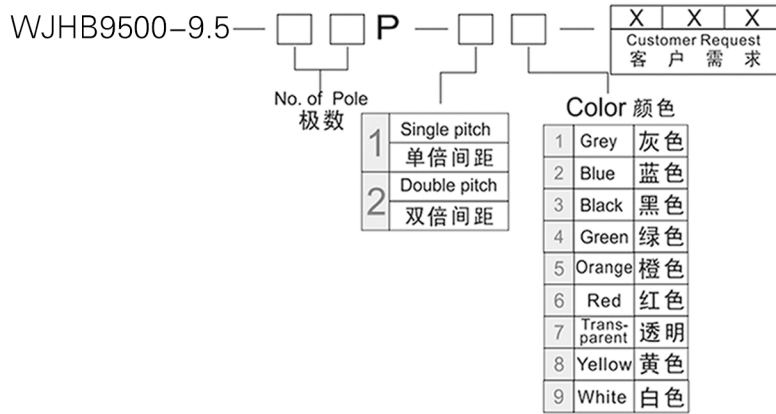 WJHB9500-9.5— □ □ P — □ □ — X X X
Customer Request
客户需求
No. of Pole
极数
1 Single pitch
单倍间距
2 Double pitch
双倍间距
Color 颜色
1 Grey 灰色
2 Blue 蓝色
3 Black 黑色
4 Green 绿色
5 Orange 橙色
6 Red 红色
7 Trans-
parent 透明
8 Yellow 黄色
9 White 白色